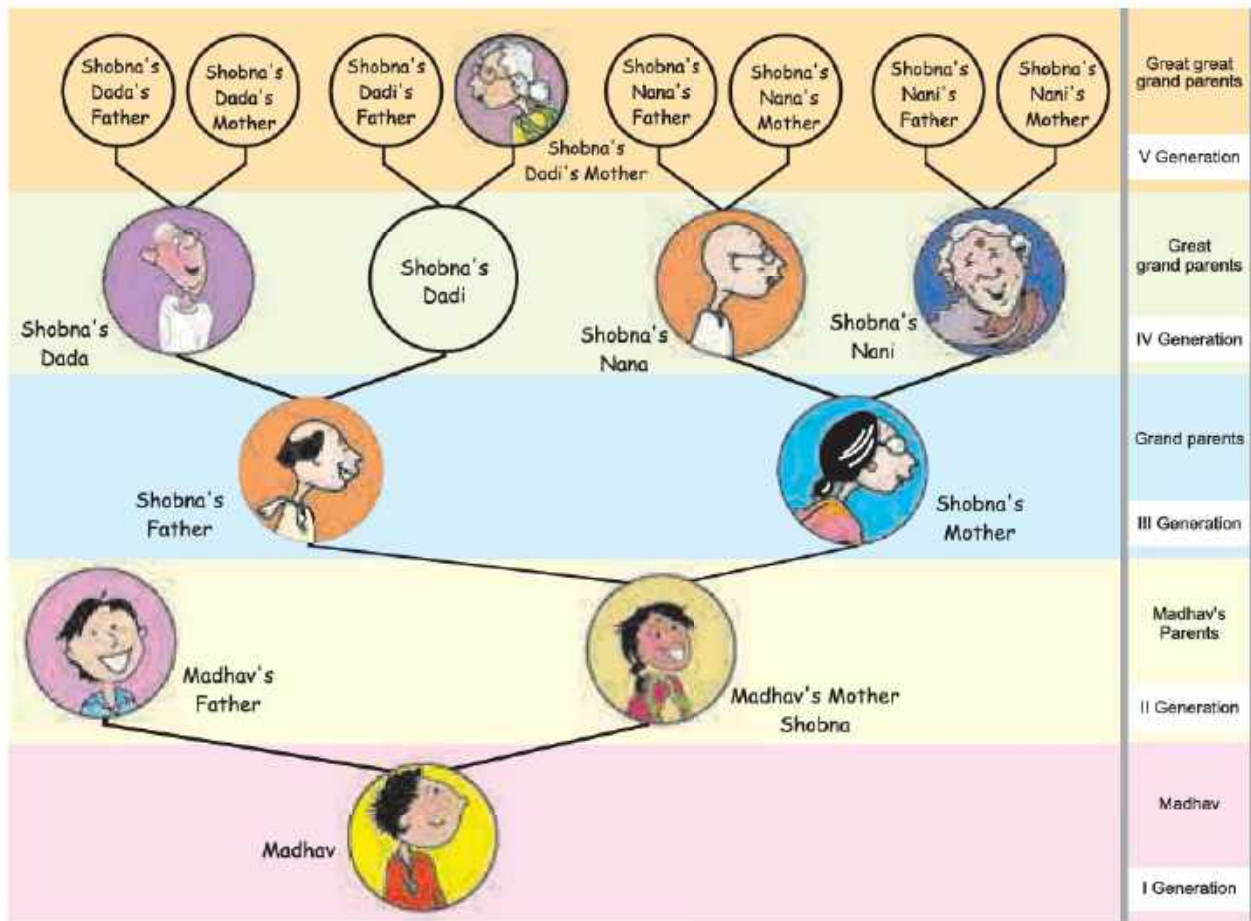 Shobna's
Dada's
Father
Shobna's
Dada's
Mother
Shobna's
Dadi's
Father
Shobna's
Dadi's Mother
Shobna's
Nana's
Father
Shobna's
Nana's
Mother
Shobna's
Nani's
Father
Shobna's
Nani's
Mother
Great great
grand parents
V Generation
Shobna's
Dada
Shobna's
Dadi
Shobna's
Nana
Shobna's
Nani
Great
grand parents
IV Generation
Shobna's
Father
Shobna's
Mother
Grand parents
III Generation
Madhav's
Father
Madhav's Mother
Shobna
Madhav's
Parents
II Generation
Madhav
Madhav
I Generation